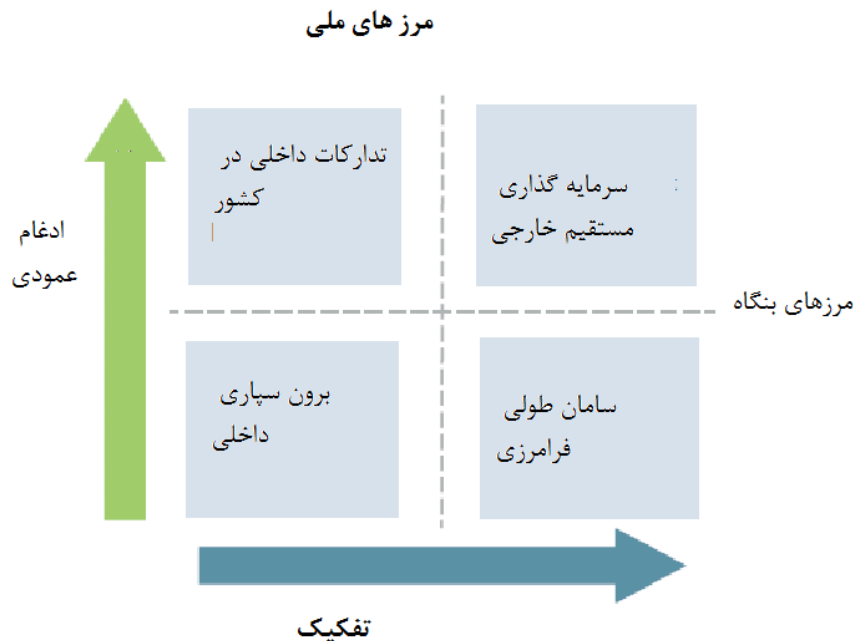 مرز های ملی
تدارکات داخلی در
کشور
سرمایه گذاری :
مستقیم خارجی
ادغام
عمودی
مرزهای بنگاه
برون سپاری
داخلی
سامان طولی
فرامرزی
تفکیک